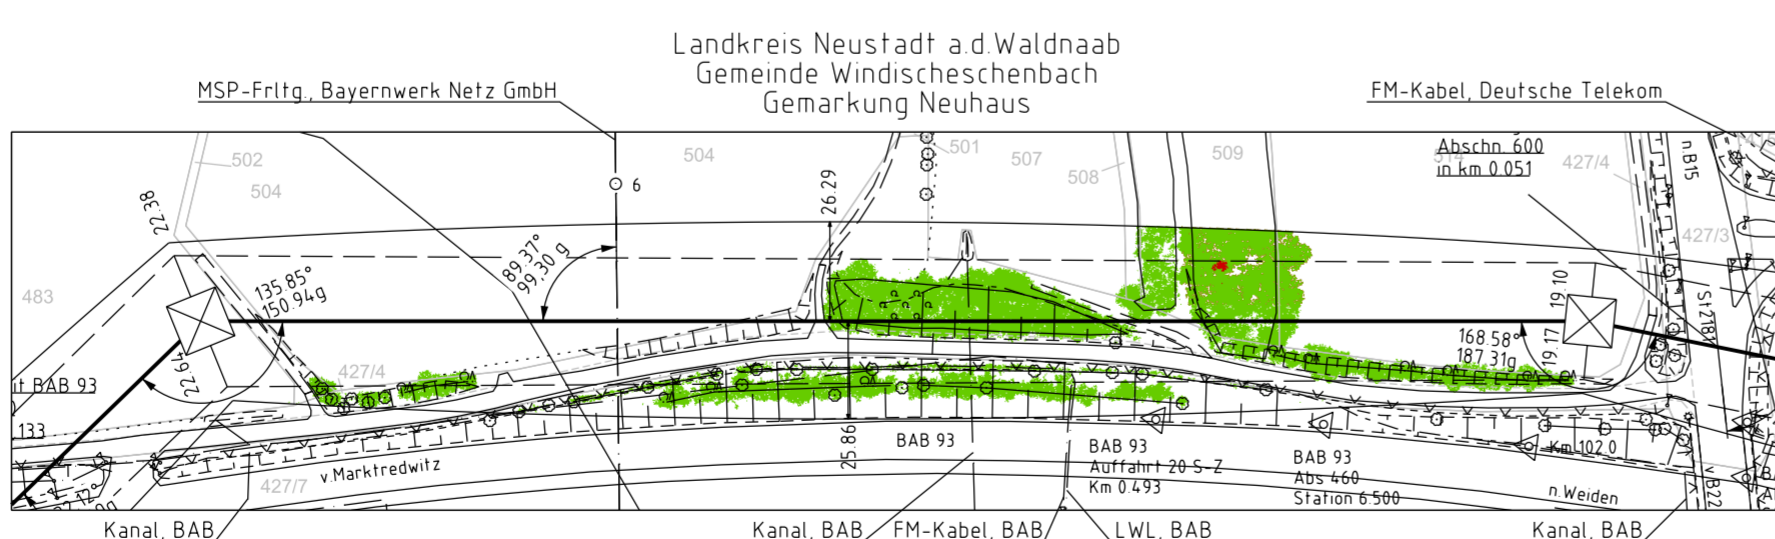 Landkreis Neustadt a.d.Waldnaab
Gemeinde Windischeschenbach
Gemarkung Neuhaus
MSP-Frltg., Bayernwerk Netz GmbH
FM-Kabel, Deutsche Telekom
502
504
504
6
501
507
508
509
514
Abschn. 600
in km 0.051
427/4
n.B15
427/3
22.38
26.29
89.37°
99,30 g
135.85°
150.94g
483
19.10
St2181
168.58°
187.31g
19.17
22.64
427/4
it BAB 93
133
25.86
BAB 93
BAB 93
Auffahrt 20 S-Z
Km 0.493
BAB 93
Abs 460
Station 6.500
Km 102.0
v.Marktredwitz
427/7
n.Weiden
v.B22
Kanal, BAB
Kanal, BAB
FM-Kabel, BAB
LWL, BAB
Kanal, BAB